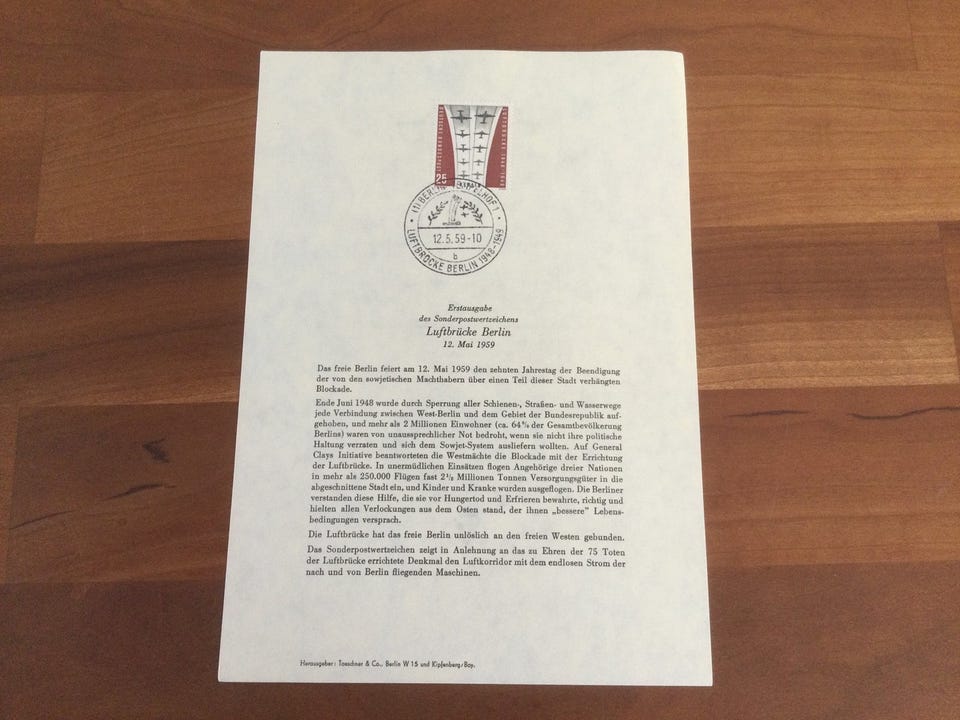 DEUTSCHE BUNDESPOST
LUFTBRÜCKE 1948-1949
25
(1) BERLIN-TEMPELHOF 1
12.5.59-10
b
LUFTBRÜCKE BERLIN 1948-1949
Erstausgabe
des Sonderpostwertzeichens
Luftbrücke Berlin
12. Mai 1959
Das freie Berlin feiert am 12. Mai 1959 den zehnten Jahrestag der Beendigung
der von den sowjetischen Machthabern über einen Teil dieser Stadt verhängten
Blockade.
Ende Juni 1948 wurde durch Sperrung aller Schienen-, Straßen- und Wasserwege
jede Verbindung zwischen West-Berlin und dem Gebiet der Bundesrepublik auf-
gehoben, und mehr als 2 Millionen Einwohner (ca. 64% der Gesamtbevölkerung
Berlins) waren von unaussprechlicher Not bedroht, wenn sie nicht ihre politische
Haltung verraten und sich dem Sowjet-System ausliefern wollten. Auf General
Clays Initiative beantworteten die Westmächte die Blockade mit der Errichtung
der Luftbrücke. In unermüdlichen Einsätzen flogen Angehörige dreier Nationen
in mehr als 250.000 Flügen fast 2½ Millionen Tonnen Versorgungsgüter in die
abgeschnittene Stadt ein, und Kinder und Kranke wurden ausgeflogen. Die Berliner
verstanden diese Hilfe, die sie vor Hungertod und Erfrieren bewahrte, richtig und
hielten allen Verlockungen aus dem Osten stand, der ihnen „bessere" Lebens-
bedingungen versprach.
Die Luftbrücke hat das freie Berlin unlöslich an den freien Westen gebunden.
Das Sonderpostwertzeichen zeigt in Anlehnung an das zu Ehren der 75 Toten
der Luftbrücke errichtete Denkmal den Luftkorridor mit dem endlosen Strom der
nach und von Berlin fliegenden Maschinen.
Herausgeber: Toeschner & Co., Berlin W 15 und Kipfenberg/Bay.